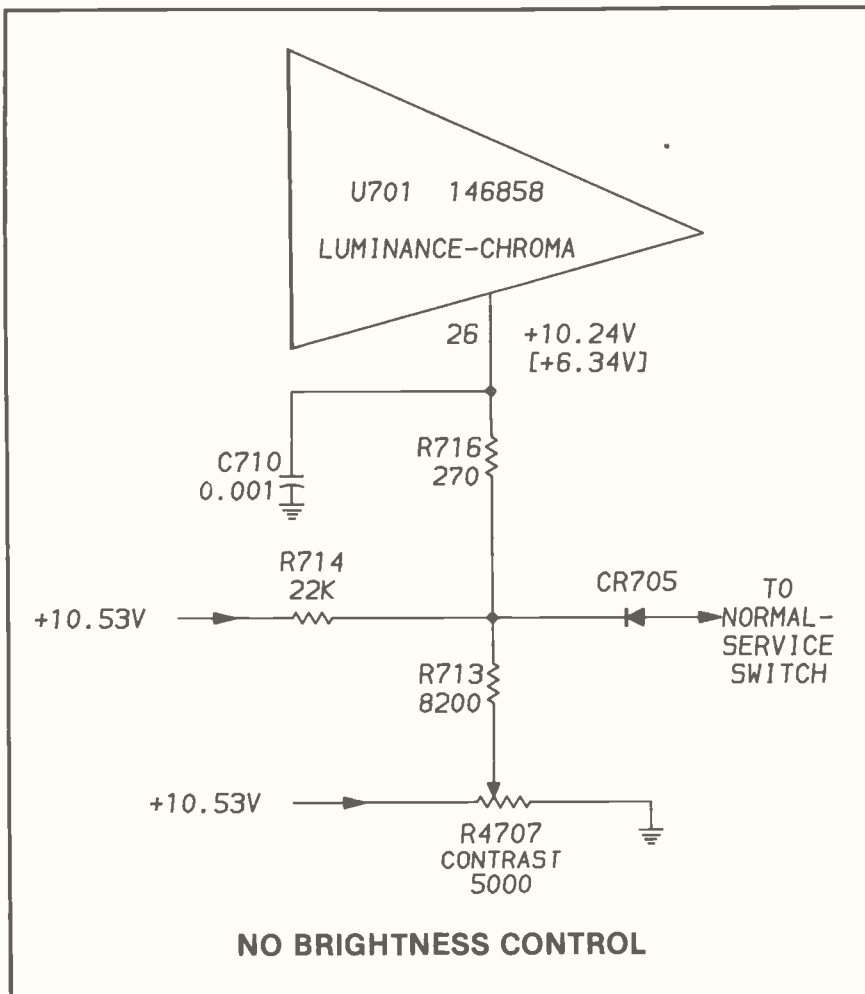 U701 146858
LUMINANCE-CHROMA
26 +10.24V
[+6.34V]
C710
0.001
R716
270
R714
22K
CR705
TO
NORMAL-
SERVICE
SWITCH
+10.53V
R713
8200
+10.53V
R4707
CONTRAST
5000
NO BRIGHTNESS CONTROL